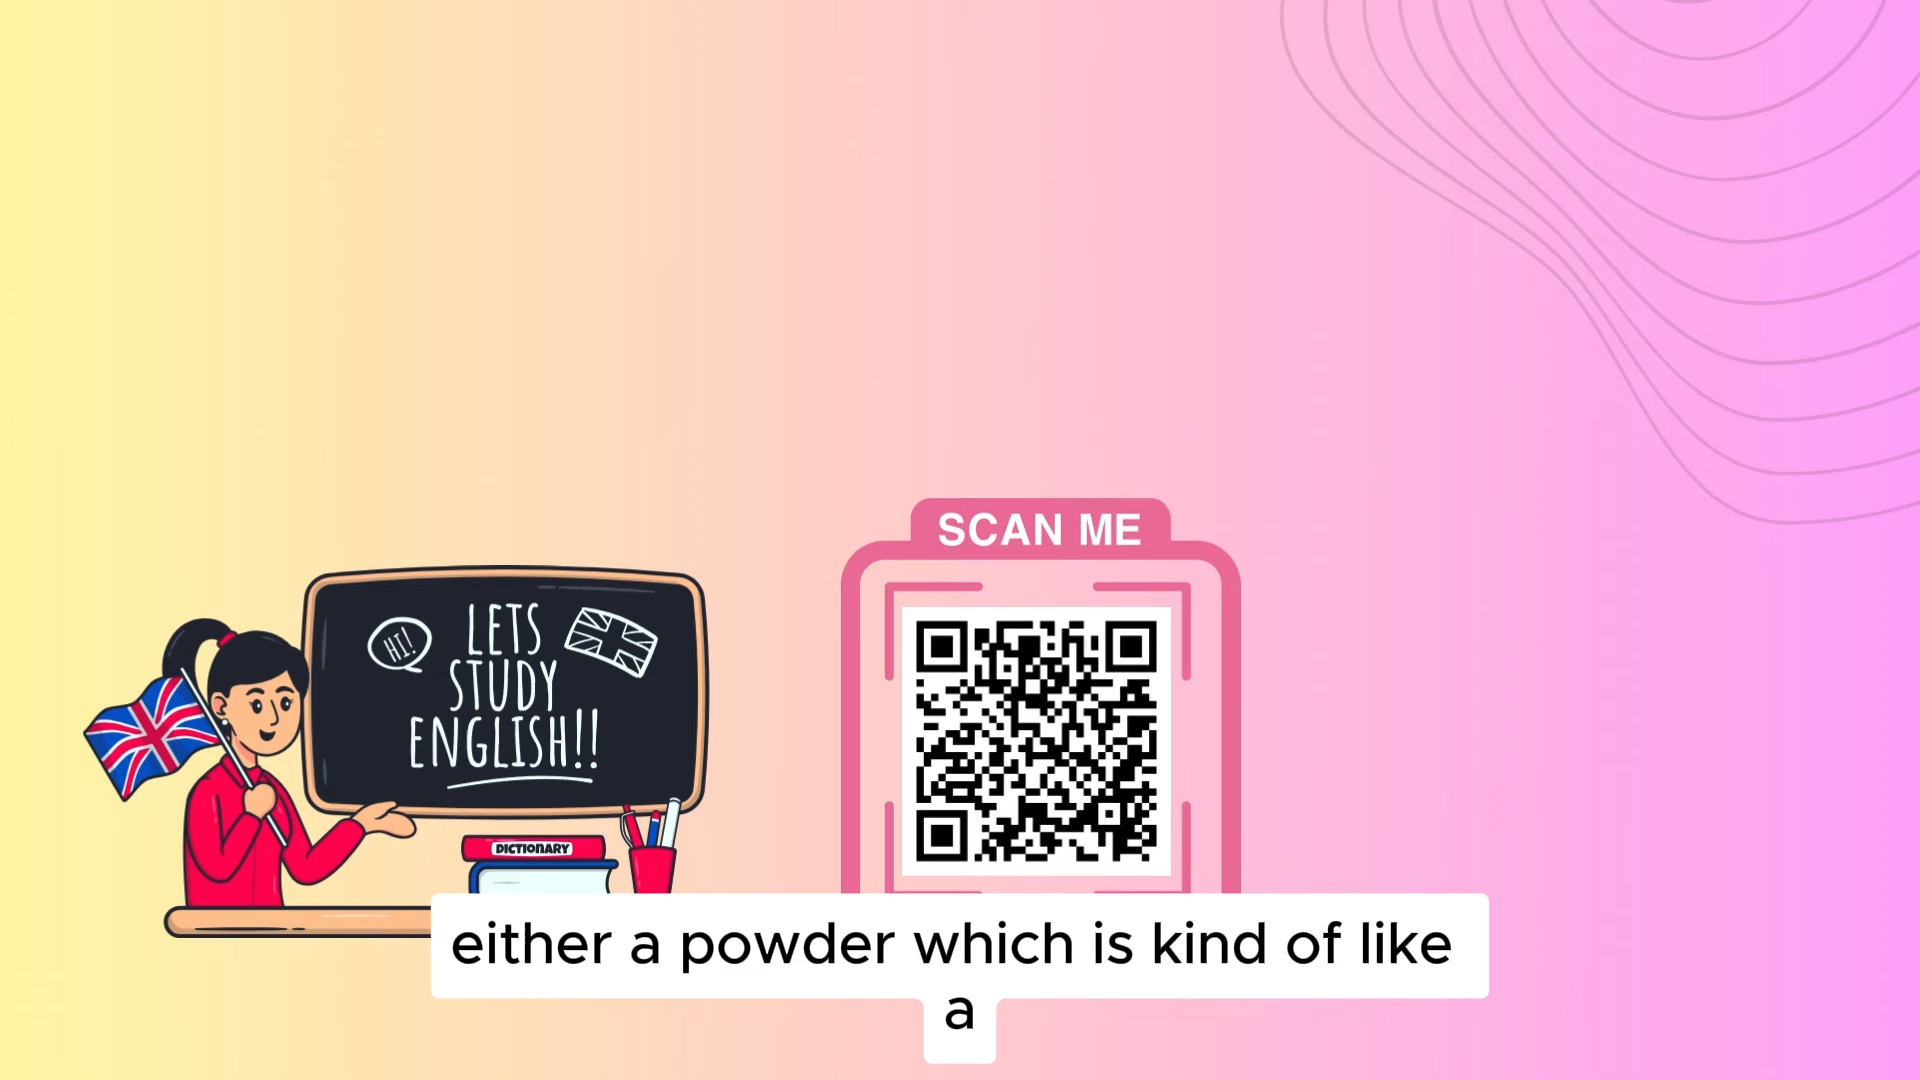 SCAN ME
HI!
LETS
STUDY
ENGLISH!!
DICTIONARY
either a powder which is kind of like
a